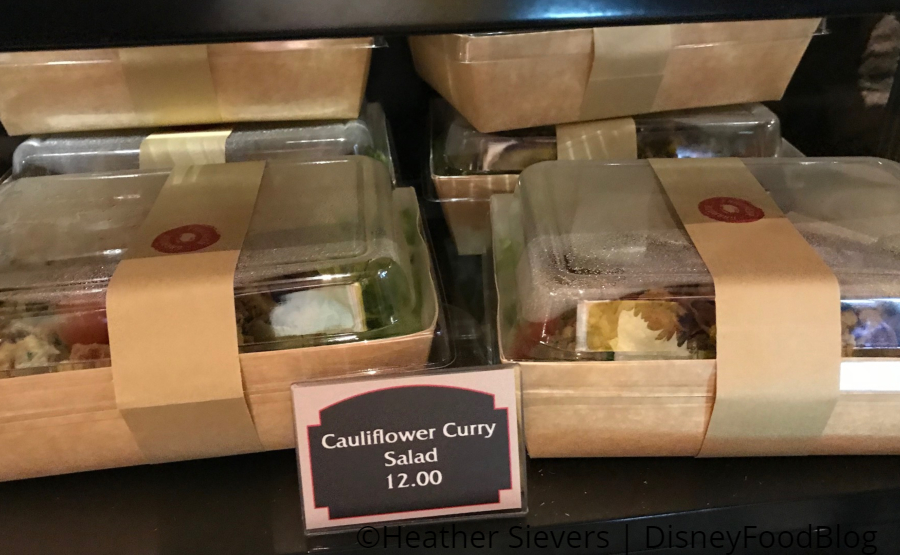 Cauliflower Curry
Salad
12.00
©Heather Sievers | DisneyFoodBlog